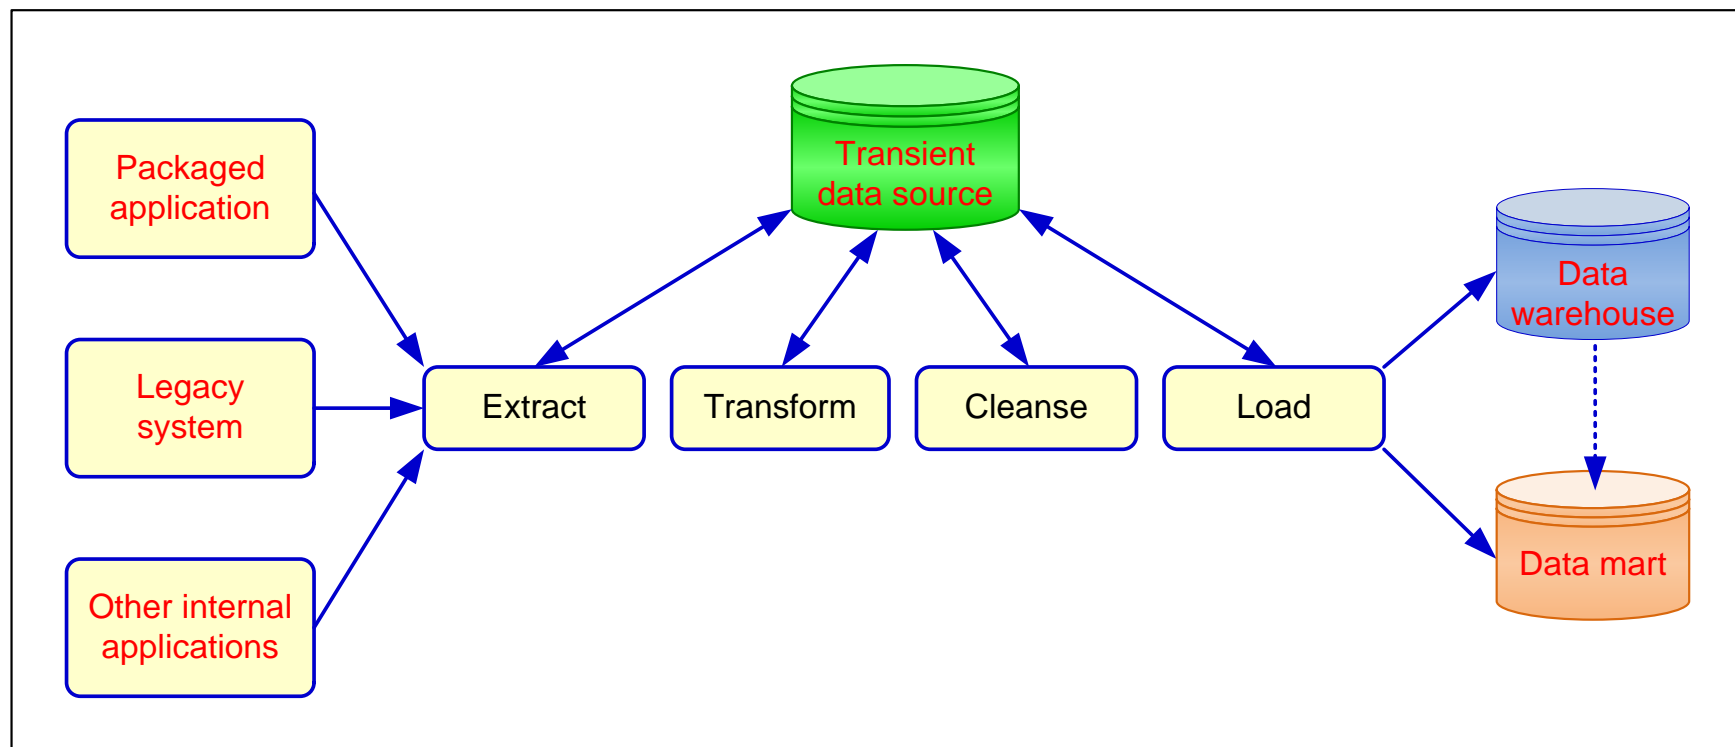 Packaged
application
Legacy
system
Other internal
applications
Transient
data source
Extract
Transform
Cleanse
Load
Data
warehouse
Data mart